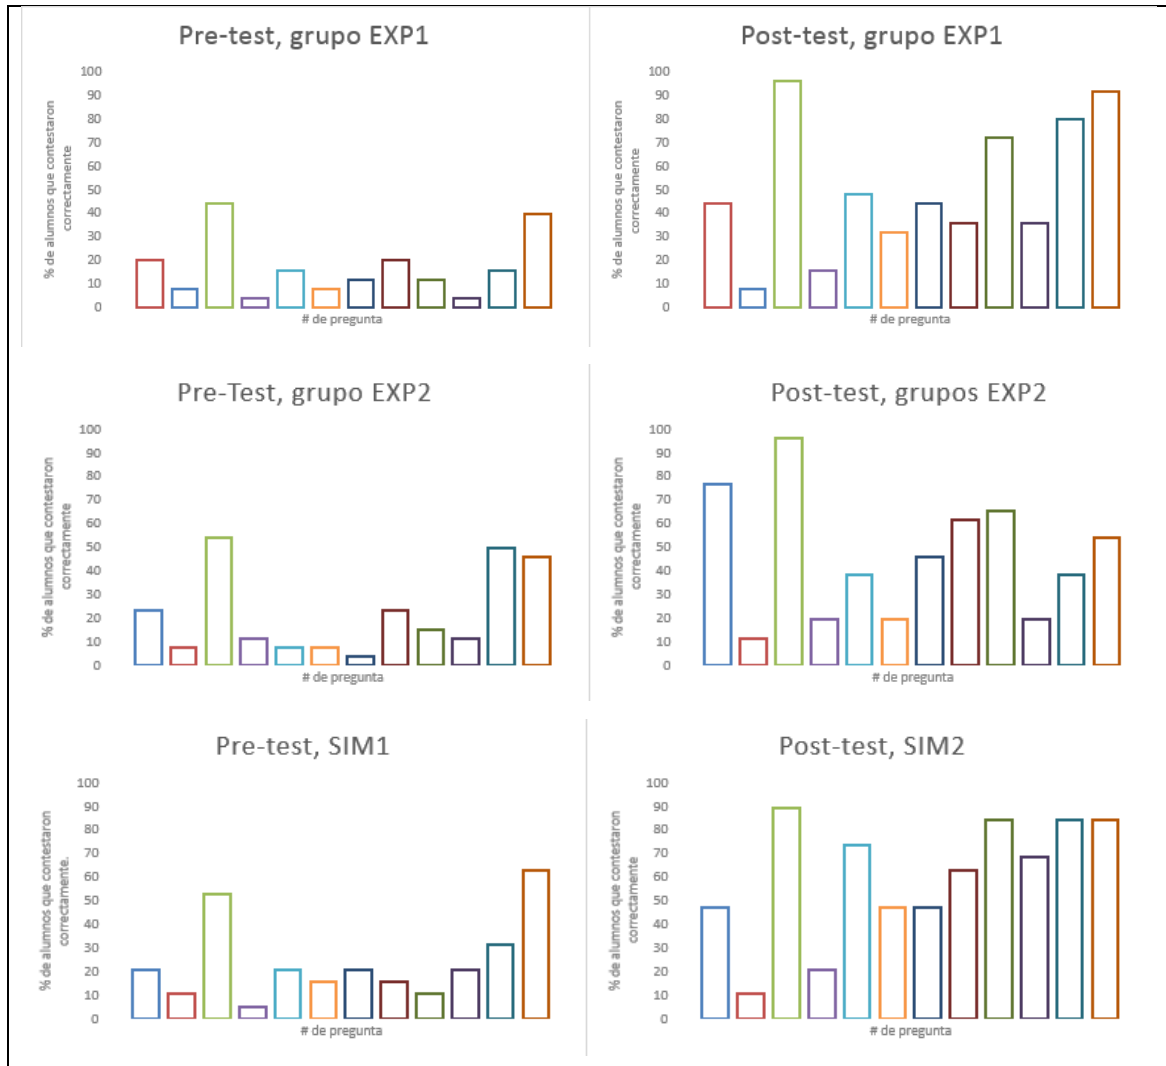 Pre-test, grupo EXP1
% de alumnos que contestaron
correctamente
100
90
80
70
60
50
40
30
20
10
0
# de pregunta
Post-test, grupo EXP1
% de alumnos que contestaron
correctamente
100
90
80
70
60
50
40
30
20
10
0
# de pregunta
Pre-Test, grupo EXP2
% de alumnos que contestaron
correctamente
100
90
80
70
60
50
40
30
20
10
0
# de pregunta
Post-test, grupos EXP2
% de alumnos que contestaron
correctamente
100
90
80
70
60
50
40
30
20
10
0
# de pregunta
Pre-test, SIM1
% de alumnos que contestaron
correctamente.
100
90
80
70
60
50
40
30
20
10
0
# de pregunta
Post-test, SIM2
% de alumnos que contestaron
correctamente
100
90
80
70
60
50
40
30
20
10
0
# de pregunta